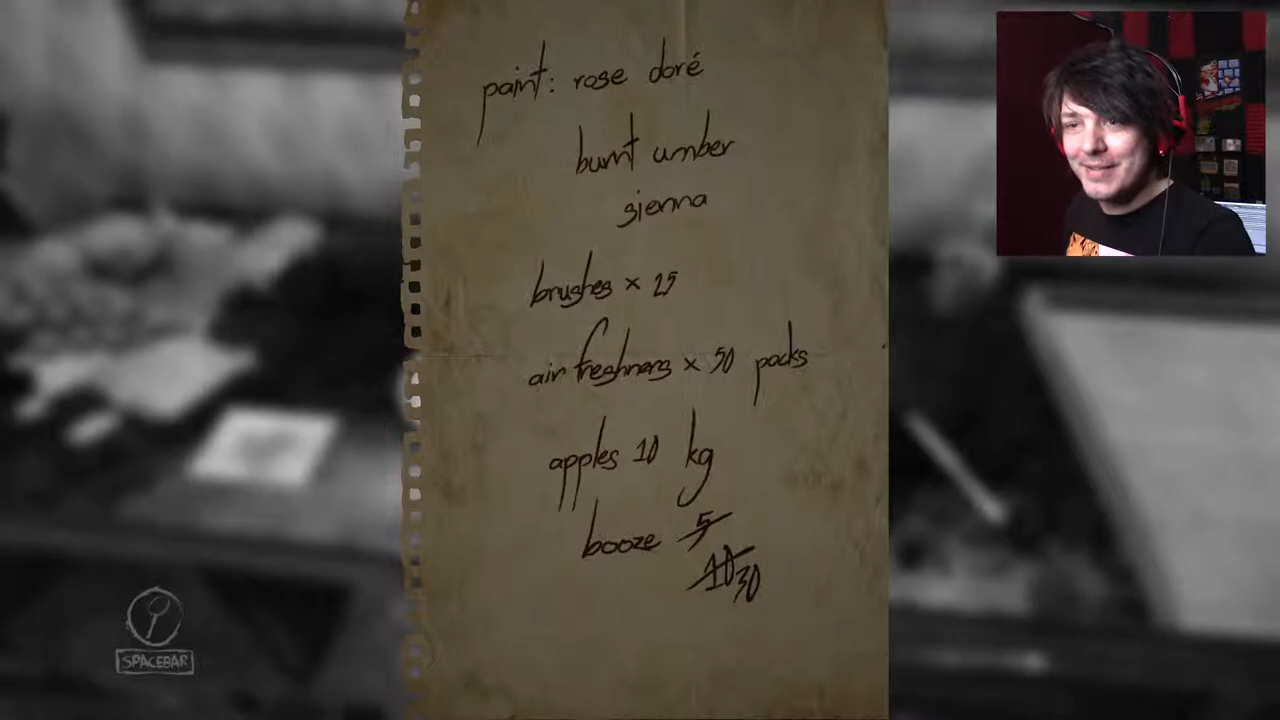 paint: rose doré
burnt umber
sienna
brushes × 25
air freshners × 50 packs
apples 10 kg
booze 5
10 30
SPACEBAR